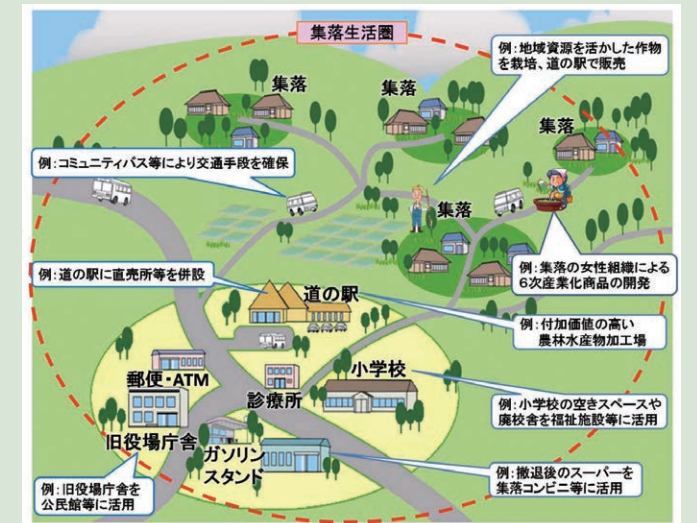 集落生活圏
例:地域資源を活かした作物
を栽培、道の駅で販売
集落
集落
集落
例:コミュニティバス等により交通手段を確保
集落
例:集落の女性組織による
6次産業化商品の開発
例:道の駅に直売所等を併設
道の駅
例:付加価値の高い
農林水産物加工場
郵便・ATM
小学校
診療所
例:小学校の空きスペースや
廃校舎を福祉施設等に活用
旧役場庁舎
ガソリン
スタンド
例:撤退後のスーパーを
集落コンビニ等に活用
例:旧役場庁舎を
公民館等に活用